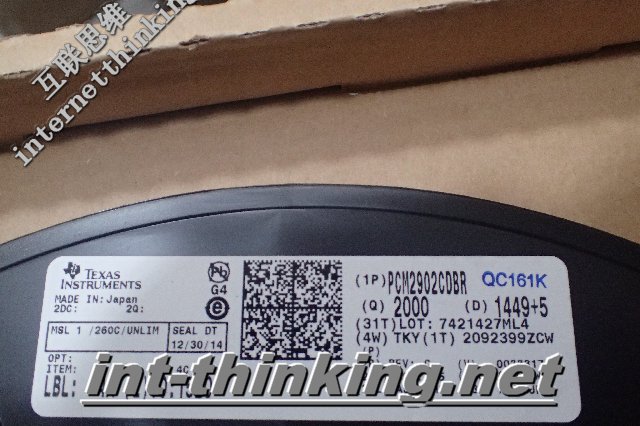 互联思维
internetthinking
TEXAS
INSTRUMENTS
MADE IN: Japan
2DC: 2Q:
MSL 1 /260C/UNLIM
SEAL DT
12/30/14
OPT:
ITEM:
LBL:
Pb
G4
e
(1P) PCM2902CDBR QC161K
(Q) 2000 (D) 1449+5
(31T) LOT: 7421427ML4
(4W) TKY (1T) 2092399ZCW
(P)
int-thinking.net